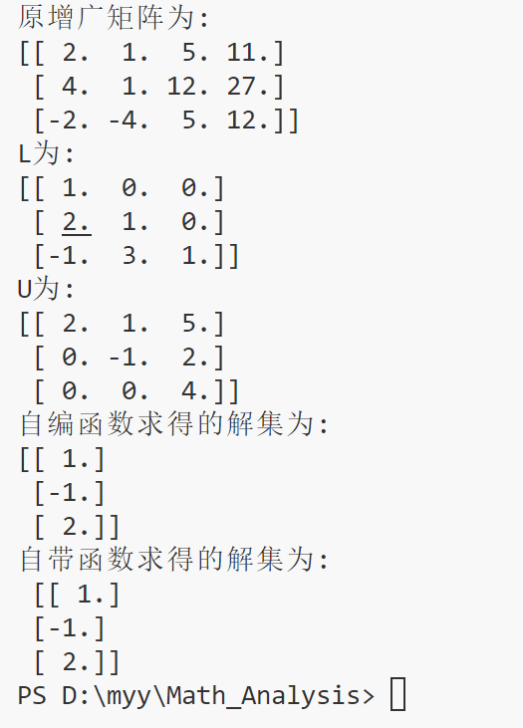 原增广矩阵为:
[[ 2.  1.  5. 11.]
 [ 4.  1. 12. 27.]
 [-2. -4.  5. 12.]]
L为:
[[ 1.  0.  0.]
 [ 2.  1.  0.]
 [-1.  3.  1.]]
U为:
[[ 2.  1.  5.]
 [ 0. -1.  2.]
 [ 0.  0.  4.]]
自编函数求得的解集为:
[[ 1.]
 [-1.]
 [ 2.]]
自带函数求得的解集为:
 [[ 1.]
 [-1.]
 [ 2.]]
PS D:\myy\Math_Analysis>